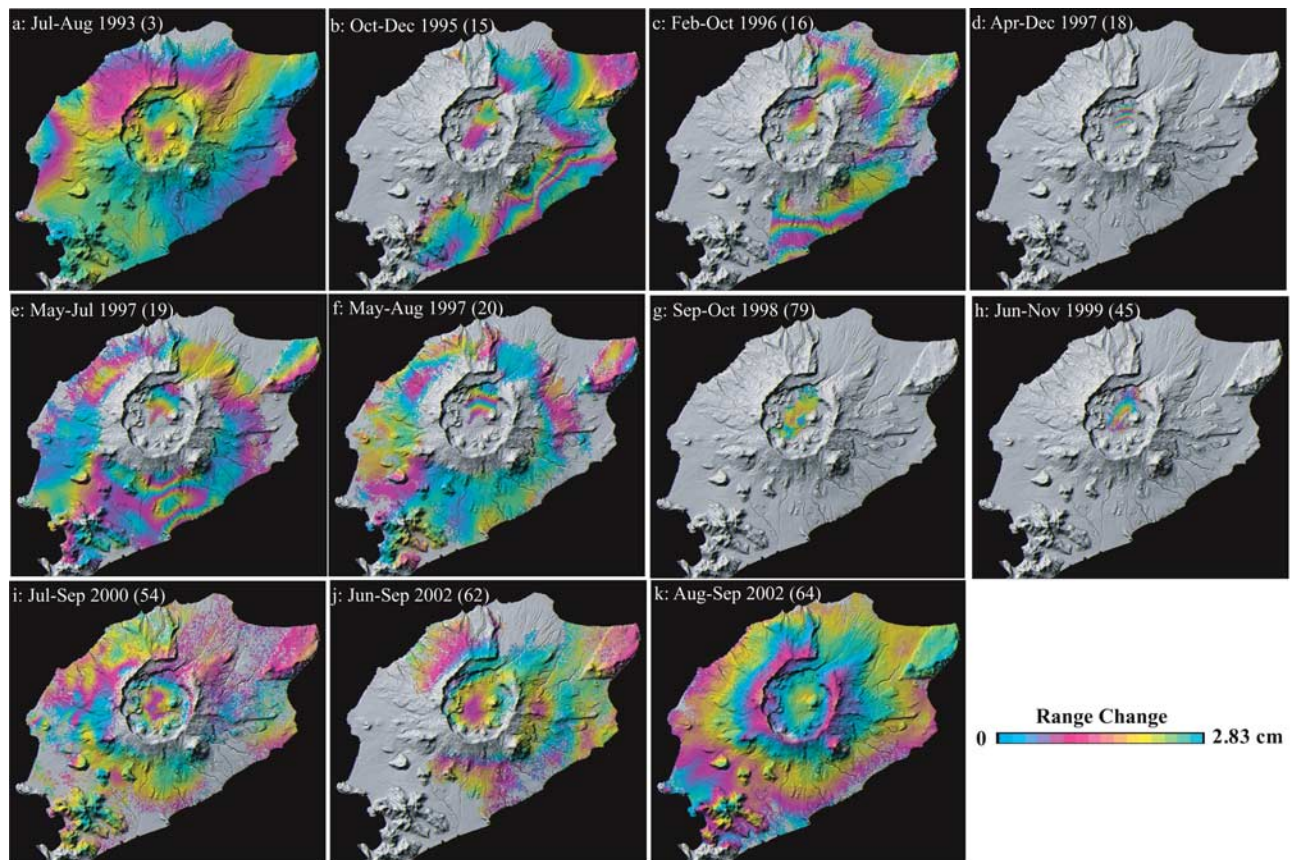 a: Jul-Aug 1993 (3)
b: Oct-Dec 1995 (15)
c: Feb-Oct 1996 (16)
d: Apr-Dec 1997 (18)
e: May-Jul 1997 (19)
f: May-Aug 1997 (20)
g: Sep-Oct 1998 (79)
h: Jun-Nov 1999 (45)
i: Jul-Sep 2000 (54)
j: Jun-Sep 2002 (62)
k: Aug-Sep 2002 (64)
Range Change
0 2.83 cm